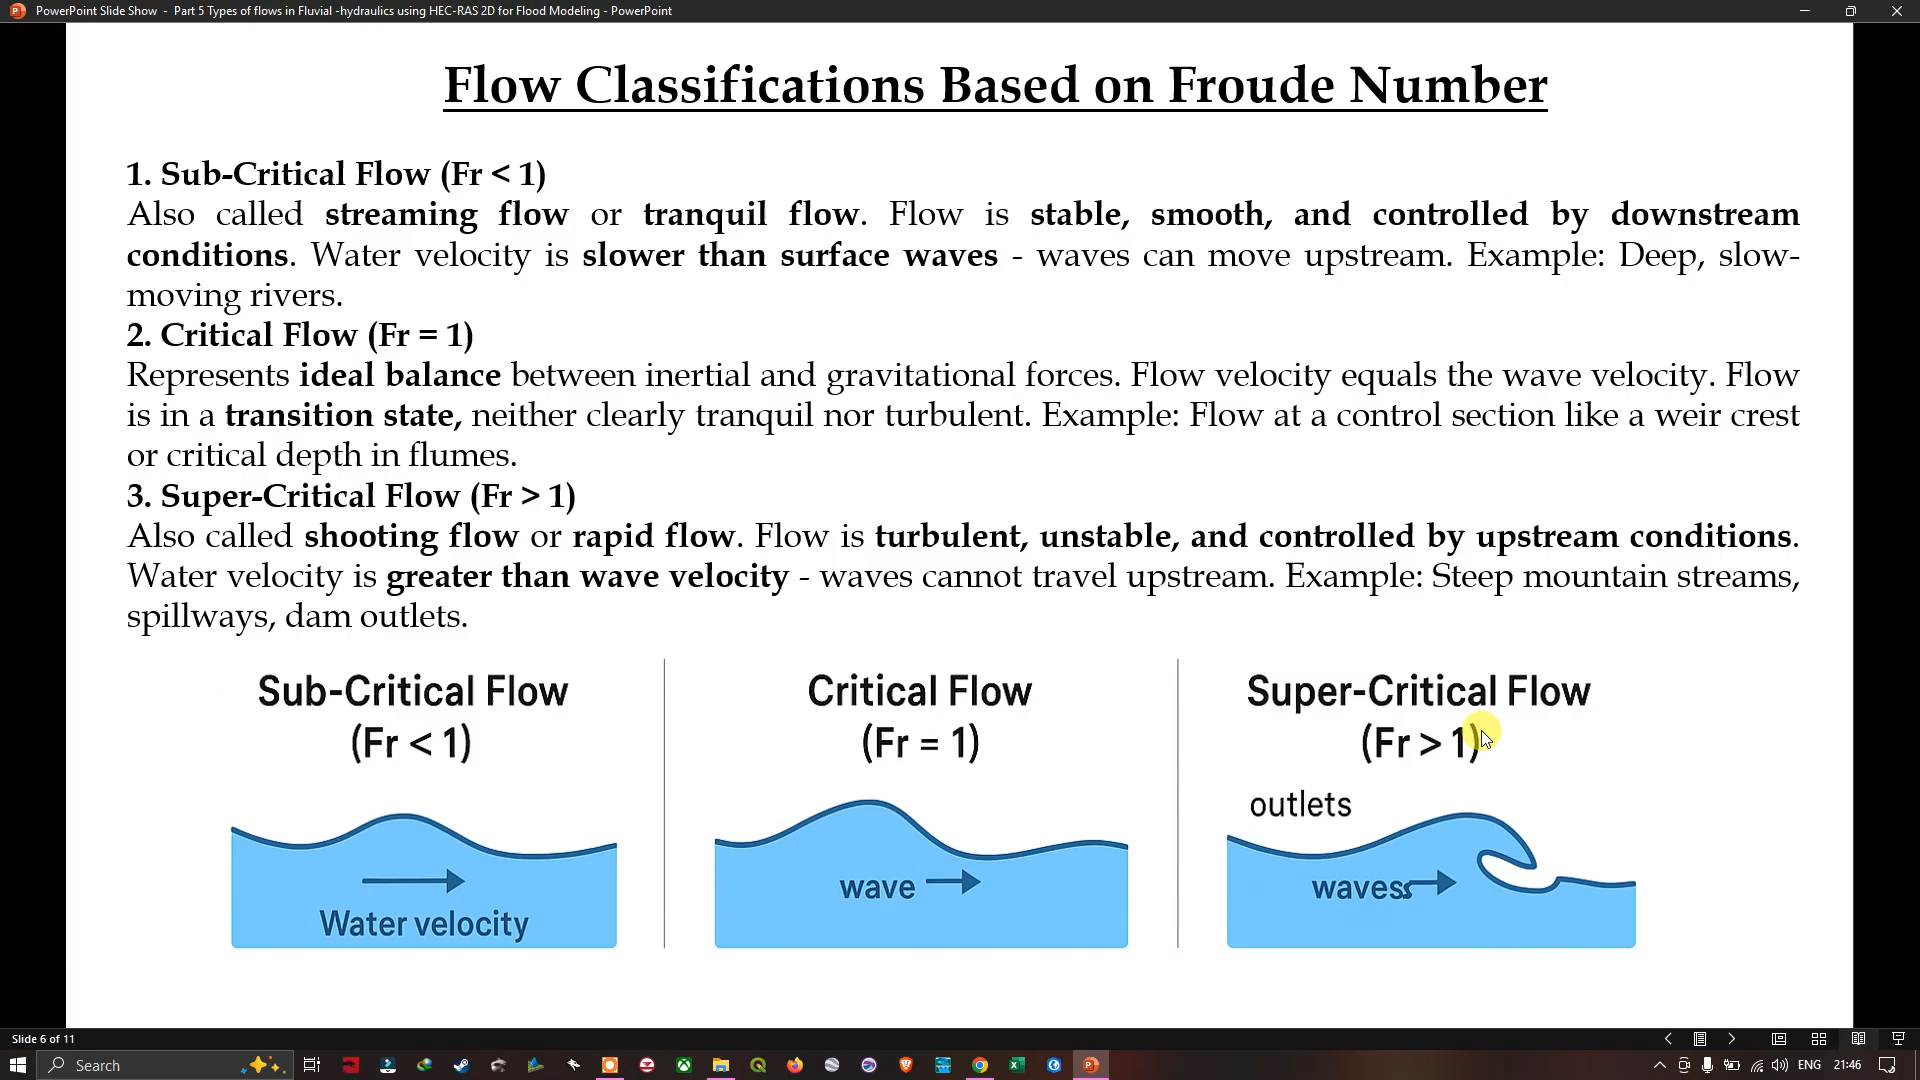 PowerPoint Slide Show - Part 5 Types of flows in Fluvial -hydraulics using HEC-RAS 2D for Flood Modeling - PowerPoint
Flow Classifications Based on Froude Number
1. Sub-Critical Flow (Fr < 1)
Also called streaming flow or tranquil flow. Flow is stable, smooth, and controlled by downstream
conditions. Water velocity is slower than surface waves - waves can move upstream. Example: Deep, slow-
moving rivers.
2. Critical Flow (Fr = 1)
Represents ideal balance between inertial and gravitational forces. Flow velocity equals the wave velocity. Flow
is in a transition state, neither clearly tranquil nor turbulent. Example: Flow at a control section like a weir crest
or critical depth in flumes.
3. Super-Critical Flow (Fr > 1)
Also called shooting flow or rapid flow. Flow is turbulent, unstable, and controlled by upstream conditions.
Water velocity is greater than wave velocity - waves cannot travel upstream. Example: Steep mountain streams,
spillways, dam outlets.
Sub-Critical Flow
(Fr < 1)
Water velocity
Critical Flow
(Fr = 1)
wave
Super-Critical Flow
(Fr > 1)
outlets
waves
Slide 6 of 11
Search
ENG
21:46